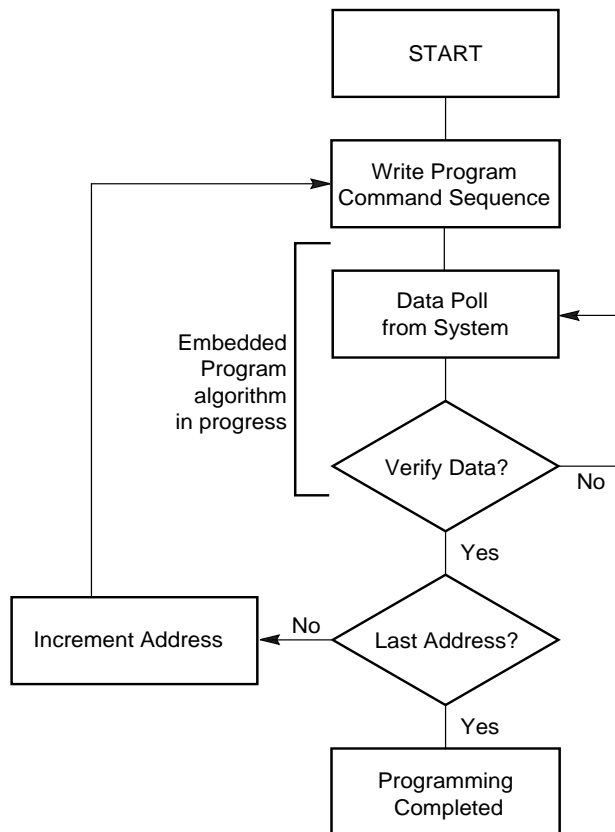 START
Write Program
Command Sequence
Data Poll
from System
Embedded
Program
algorithm
in progress
Verify Data?
No
Yes
Increment Address
No
Last Address?
Yes
Programming
Completed